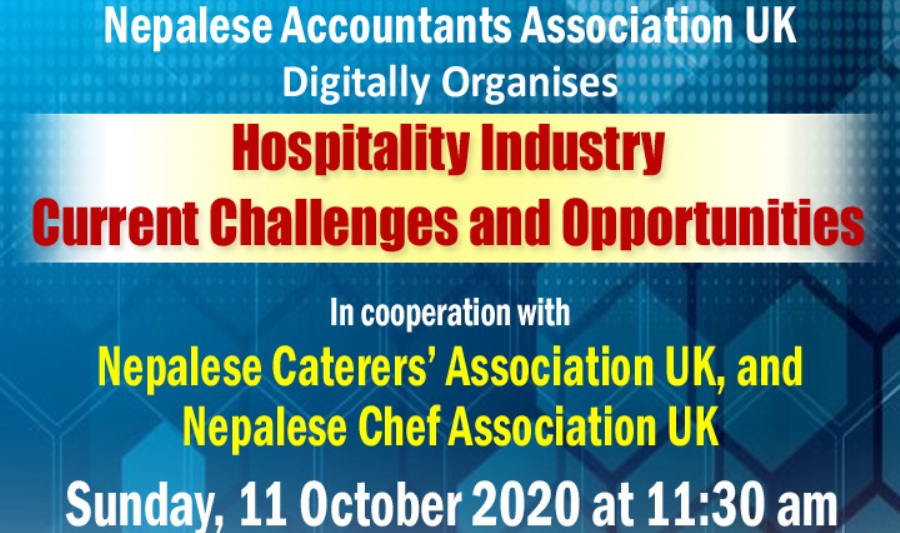 Nepalese Accountants Association UK
Digitally Organises
Hospitality Industry
Current Challenges and Opportunities
In cooperation with
Nepalese Caterers’ Association UK, and
Nepalese Chef Association UK
Sunday, 11 October 2020 at 11:30 am